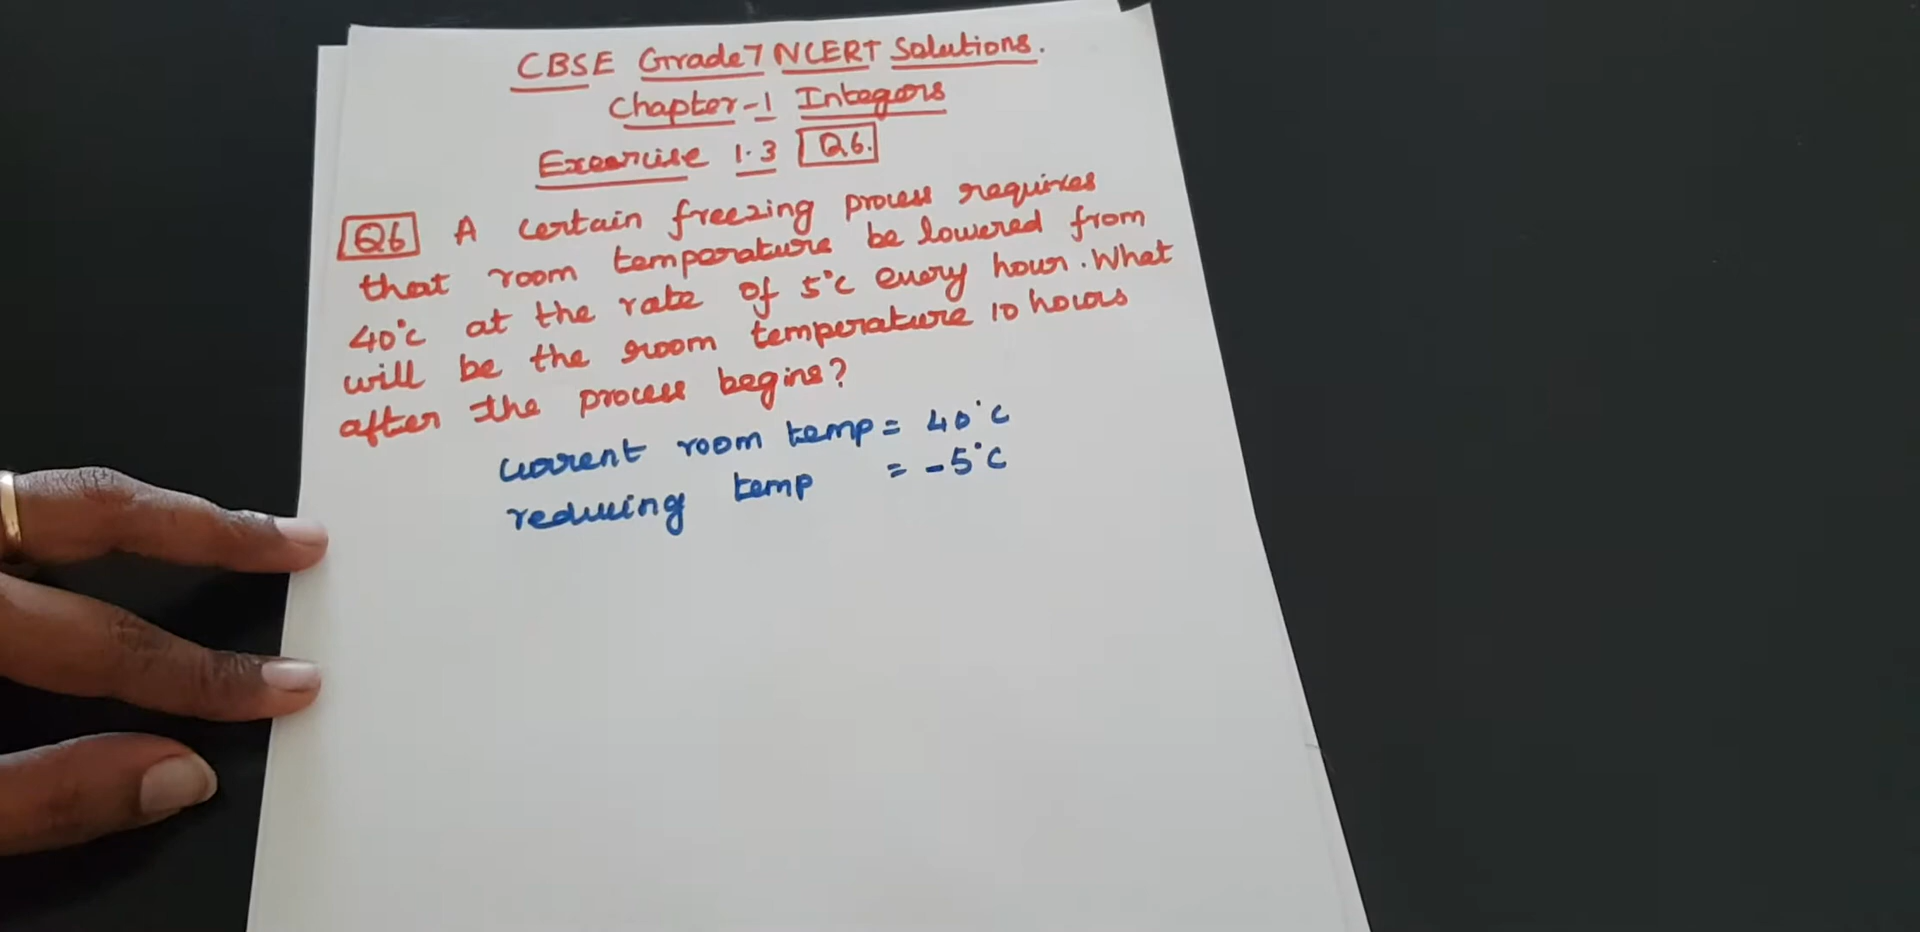 CBSE Grade 7 NCERT Solutions.
Chapter-1 Integers
Exercise 1.3 Q6.
Q6 A certain freezing process requires
that room temperature be lowered from
40°C at the rate of 5°C every hour. What
will be the room temperature 10 hours
after the process begins?
current room temp = 40°C
reducing temp = -5°C